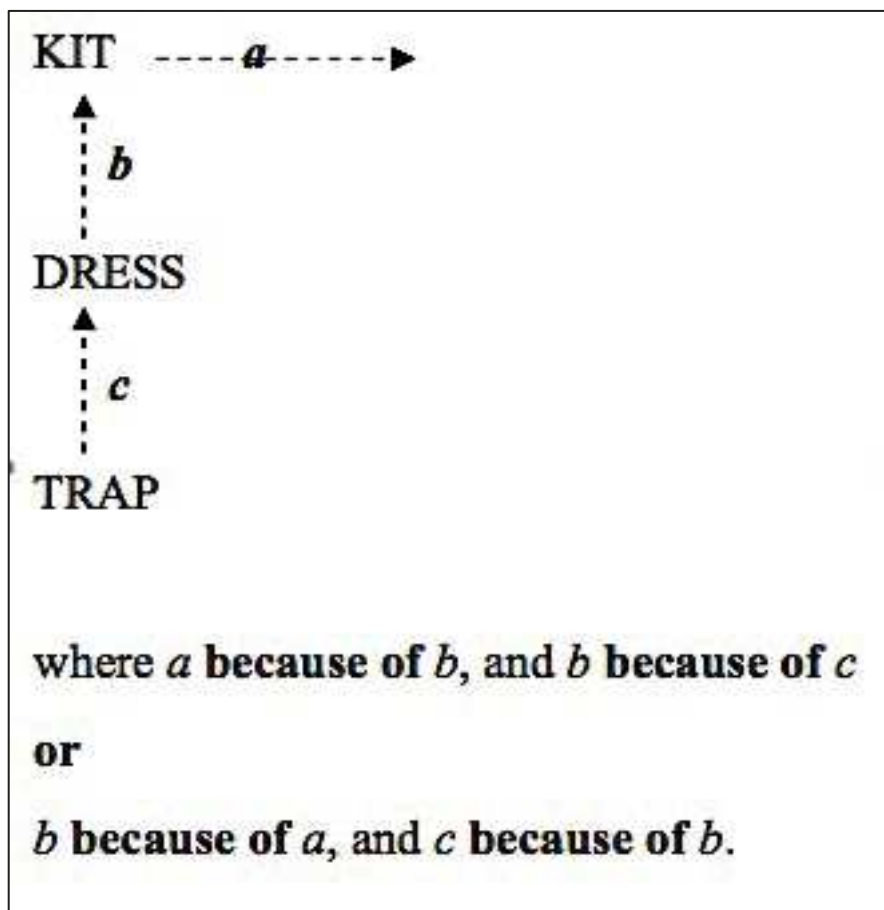 KIT a
b
DRESS
c
TRAP
where a because of b, and b because of c
or
b because of a, and c because of b.